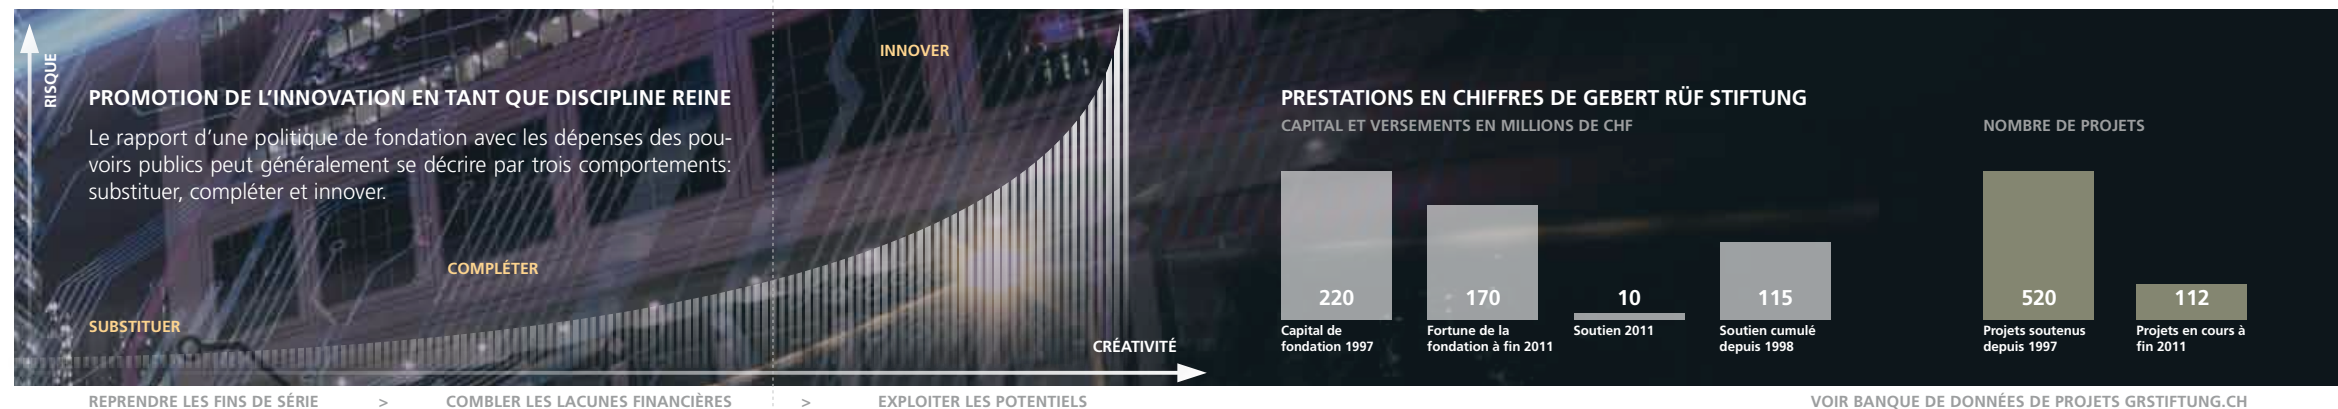 INNOVER
RISQUE
PROMOTION DE L’INNOVATION EN TANT QUE DISCIPLINE REINE
Le rapport d’une politique de fondation avec les dépenses des pou-
voirs publics peut généralement se décrire par trois comportements:
substituer, compléter et innover.
COMPLÉTER
SUBSTITUER
CRÉATIVITÉ
REPRENDRE LES FINS DE SÉRIE > COMBLER LES LACUNES FINANCIÈRES > EXPLOITER LES POTENTIELS
PRESTATIONS EN CHIFFRES DE GEBERT RÜF STIFTUNG
CAPITAL ET VERSEMENTS EN MILLIONS DE CHF
220
Capital de
fondation 1997
170
Fortune de la
fondation à fin 2011
10
Soutien 2011
115
Soutien cumulé
depuis 1998
NOMBRE DE PROJETS
520
Projets soutenus
depuis 1997
112
Projets en cours à
fin 2011
VOIR BANQUE DE DONNÉES DE PROJETS GRSTIFTUNG.CH